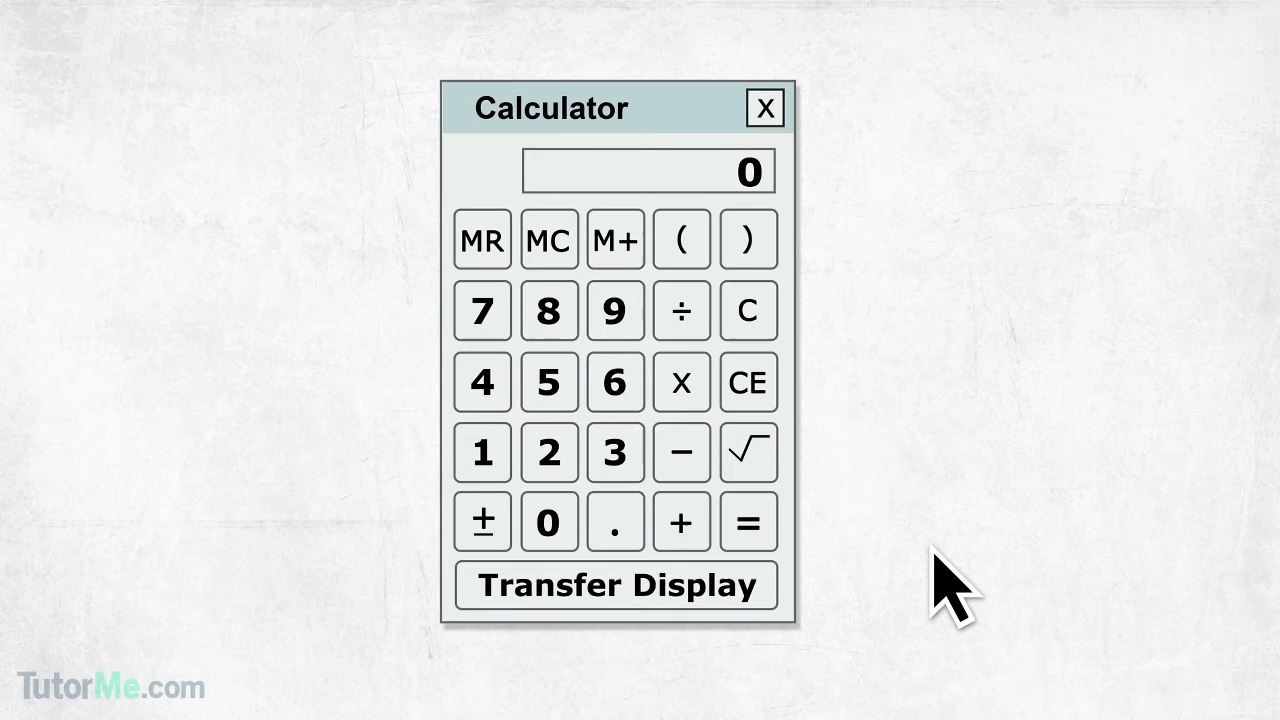 Calculator X
0
MR MC M+ ( )
7 8 9 ÷ C
4 5 6 X CE
1 2 3 − √
± 0 . + =
Transfer Display
TutorMe.com